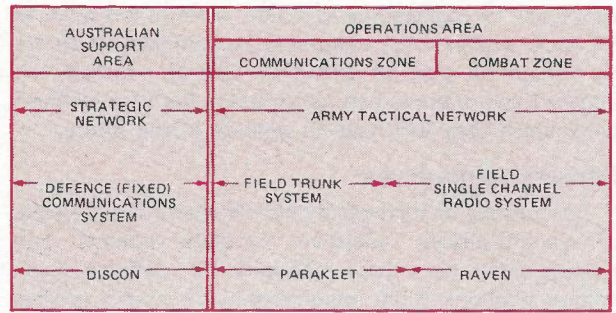 AUSTRALIAN
SUPPORT
AREA
OPERATIONS AREA
COMMUNICATIONS ZONE
COMBAT ZONE
STRATEGIC
NETWORK
ARMY TACTICAL NETWORK
DEFENCE (FIXED)
COMMUNICATIONS
SYSTEM
FIELD TRUNK
SYSTEM
FIELD
SINGLE CHANNEL
RADIO SYSTEM
DISCON
PARAKEET
RAVEN